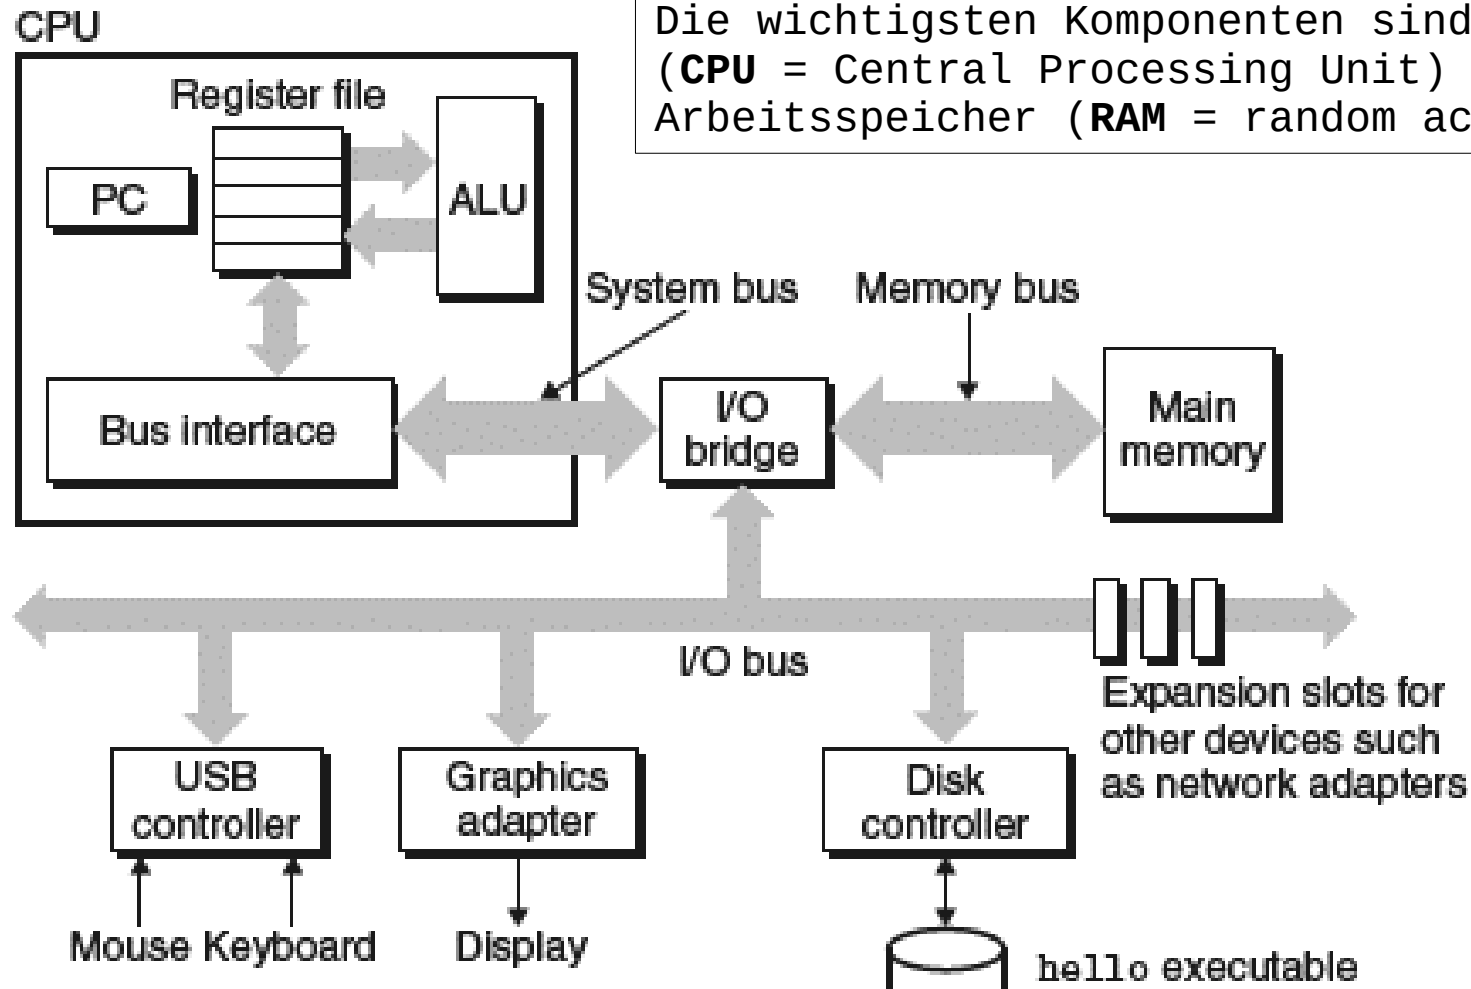 CPU
Die wichtigsten Komponenten sind
(CPU = Central Processing Unit)
Arbeitsspeicher (RAM = random ac
Register file
PC
ALU
System bus
Memory bus
Bus interface
I/O
bridge
Main
memory
I/O bus
Expansion slots for
other devices such
as network adapters
USB
controller
Graphics
adapter
Disk
controller
Mouse Keyboard
Display
hello executable